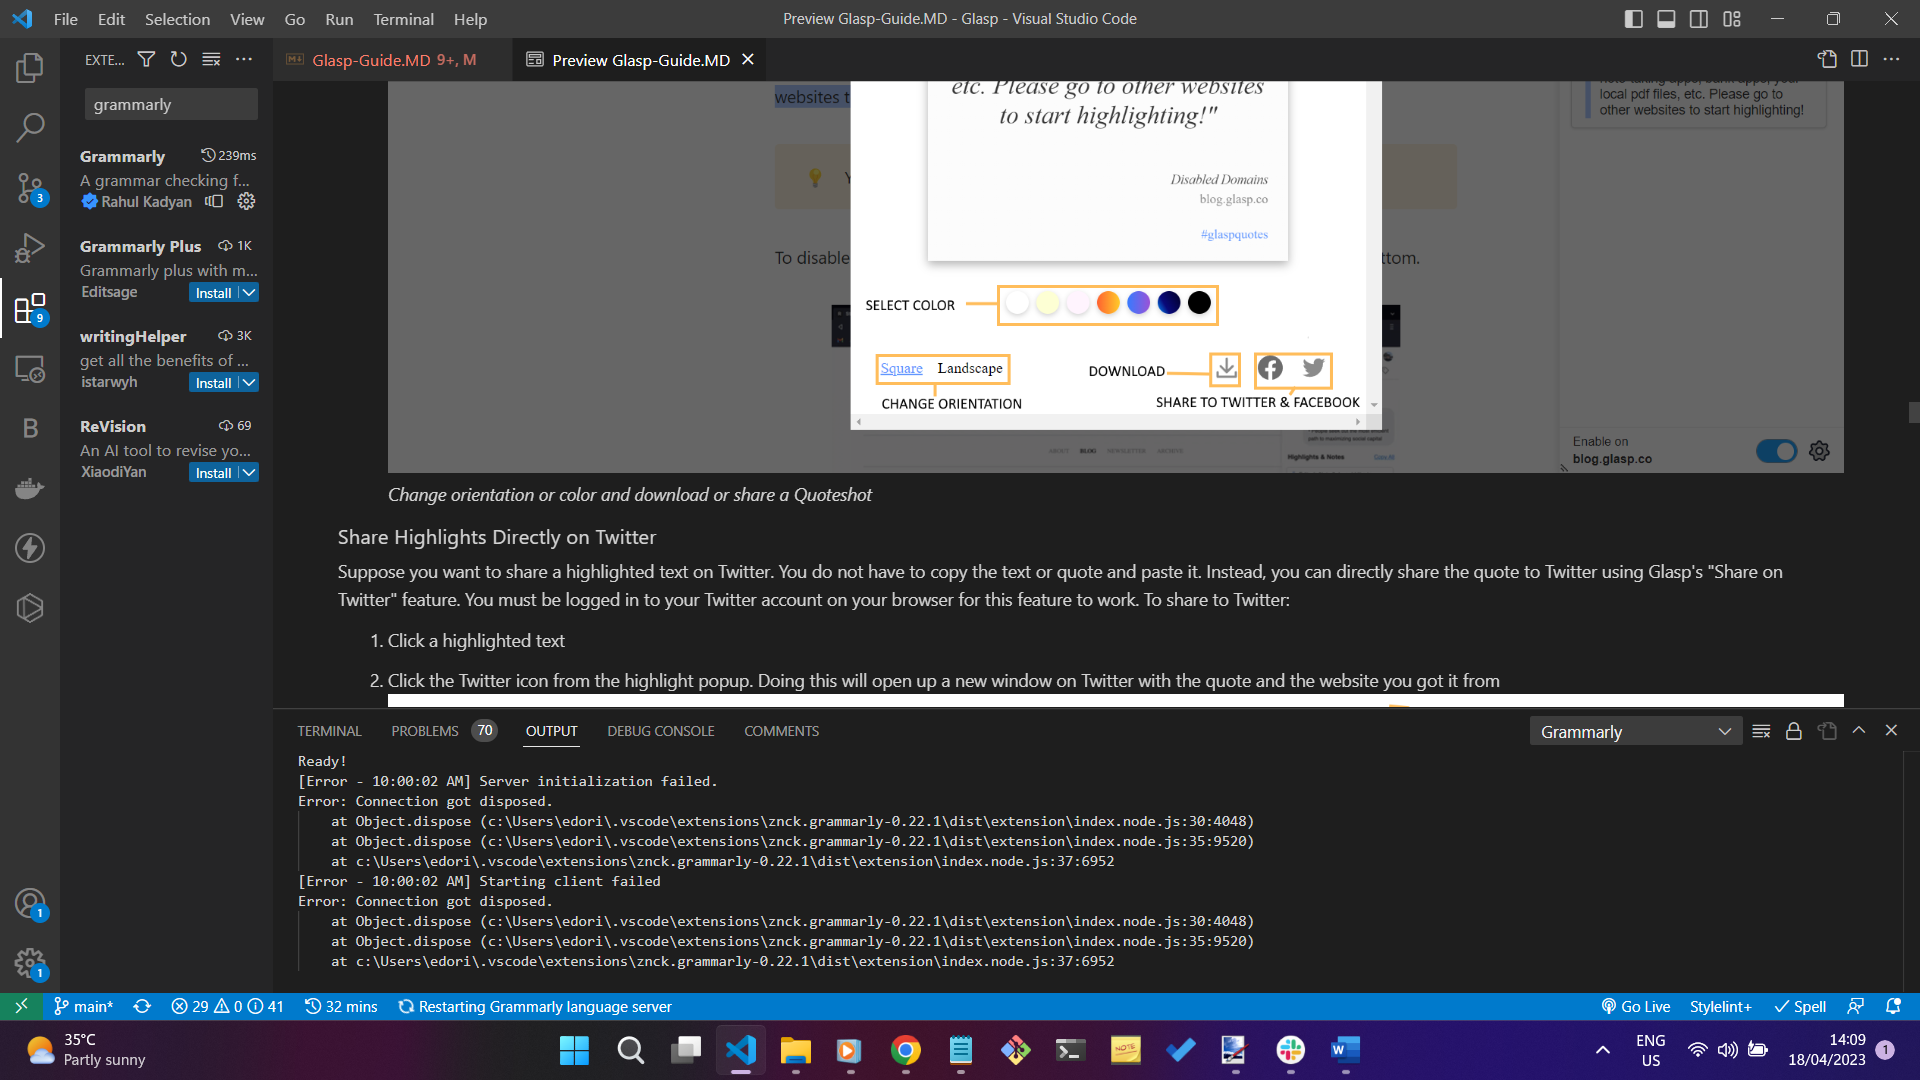 File Edit Selection View Go Run Terminal Help
Preview Glasp-Guide.MD - Glasp - Visual Studio Code
EXTE...
Glasp-Guide.MD 9+, M
Preview Glasp-Guide.MD
grammarly
Grammarly 239ms
A grammar checking f...
Rahul Kadyan
Grammarly Plus 1K
Grammarly plus with m...
Editsage Install
writingHelper 3K
get all the benefits of ...
istarwyh Install
ReVision 69
An AI tool to revise yo...
XiaodiYan Install
3
9
B
1
1
websites t
etc. Please go to other websites
to start highlighting!"
Disabled Domains
blog.glasp.co
#glaspquotes
local pdf files, etc. Please go to
other websites to start highlighting!
To disable
ttom.
SELECT COLOR
Square Landscape
CHANGE ORIENTATION
DOWNLOAD
SHARE TO TWITTER & FACEBOOK
ABOUT BLOG NEWSLETTER ARCHIVE
Highlights & Notes
Enable on
blog.glasp.co
Change orientation or color and download or share a Quoteshot
Share Highlights Directly on Twitter
Suppose you want to share a highlighted text on Twitter. You do not have to copy the text or quote and paste it. Instead, you can directly share the quote to Twitter using Glasp's "Share on
Twitter" feature. You must be logged in to your Twitter account on your browser for this feature to work. To share to Twitter:
1. Click a highlighted text
2. Click the Twitter icon from the highlight popup. Doing this will open up a new window on Twitter with the quote and the website you got it from
TERMINAL PROBLEMS 70 OUTPUT DEBUG CONSOLE COMMENTS
Grammarly
Ready!
[Error - 10:00:02 AM] Server initialization failed.
Error: Connection got disposed.
at Object.dispose (c:\Users\edori\.vscode\extensions\znck.grammarly-0.22.1\dist\extension\index.node.js:30:4048)
at Object.dispose (c:\Users\edori\.vscode\extensions\znck.grammarly-0.22.1\dist\extension\index.node.js:35:9520)
at c:\Users\edori\.vscode\extensions\znck.grammarly-0.22.1\dist\extension\index.node.js:37:6952
[Error - 10:00:02 AM] Starting client failed
Error: Connection got disposed.
at Object.dispose (c:\Users\edori\.vscode\extensions\znck.grammarly-0.22.1\dist\extension\index.node.js:30:4048)
at Object.dispose (c:\Users\edori\.vscode\extensions\znck.grammarly-0.22.1\dist\extension\index.node.js:35:9520)
at c:\Users\edori\.vscode\extensions\znck.grammarly-0.22.1\dist\extension\index.node.js:37:6952
main* 29 0 41 32 mins Restarting Grammarly language server
Go Live Stylelint+ Spell
35°C
Partly sunny
NOTE
ENG
US
14:09
18/04/2023
1